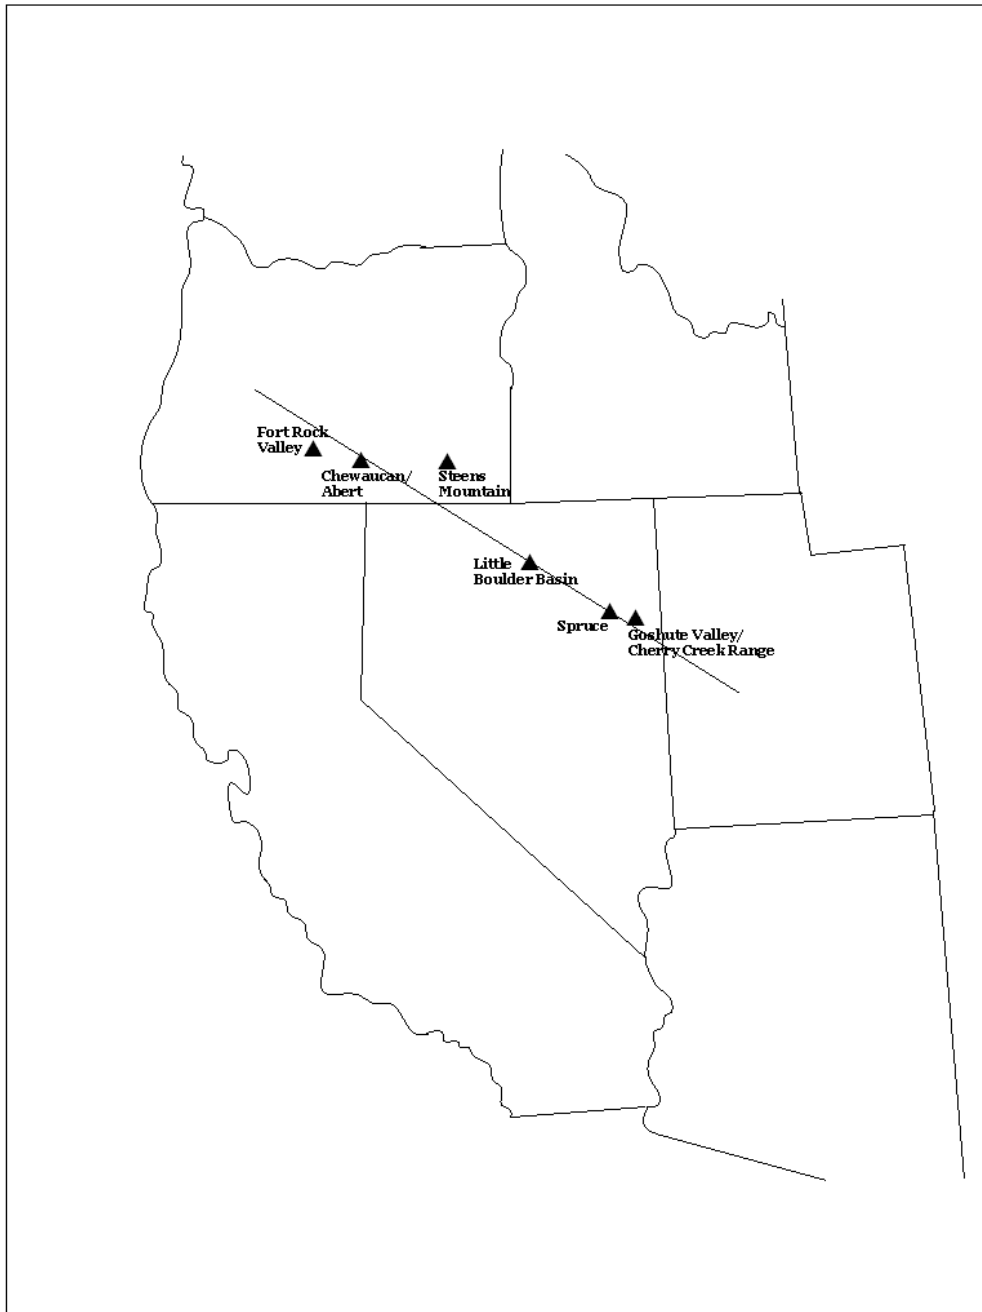 Fort Rock
Valley
Chewaucan/
Abert
Steens
Mountain
Little
Boulder Basin
Spruce
Goshute Valley/
Cherry Creek Range